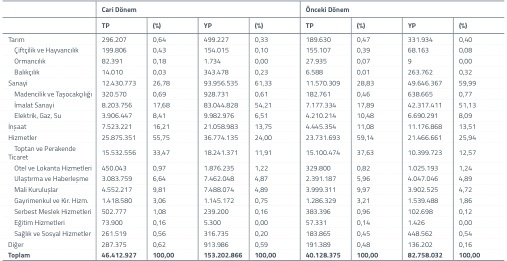 Cari Dönem Önceki Dönem
TP (%) YP (%) TP (%) YP (%)
Tarım 296.207 0,64 499.227 0,33 189.630 0,47 331.934 0,40
Çiftçilik ve Hayvancılık 199.806 0,43 154.015 0,10 155.107 0,39 68.163 0,08
Ormancılık 82.391 0,18 1.734 0,00 27.935 0,07 9 0,00
Balıkçılık 14.010 0,03 343.478 0,23 6.588 0,01 263.762 0,32
Sanayi 12.430.773 26,78 93.956.535 61,33 11.570.309 28,83 49.646.367 59,99
Madencilik ve Taşocakçılığı 320.570 0,69 928.731 0,61 182.761 0,46 638.665 0,77
İmalat Sanayi 8.203.756 17,68 83.044.828 54,21 7.177.334 17,89 42.317.411 51,13
Elektrik, Gaz, Su 3.906.447 8,41 9.982.976 6,51 4.210.214 10,48 6.690.291 8,09
İnşaat 7.523.221 16,21 21.058.983 13,75 4.445.354 11,08 11.176.868 13,51
Hizmetler 25.875.351 55,75 36.774.135 24,00 23.731.693 59,14 21.466.661 25,94
Toptan ve Perakende
Ticaret 15.532.556 33,47 18.241.371 11,91 15.100.474 37,63 10.399.723 12,57
Otel ve Lokanta Hizmetleri 450.043 0,97 1.876.235 1,22 329.800 0,82 1.025.193 1,24
Ulaştırma ve Haberleşme 3.083.759 6,64 7.462.048 4,87 2.391.187 5,96 4.047.046 4,89
Mali Kuruluşlar 4.552.217 9,81 7.488.074 4,89 3.999.311 9,97 3.902.525 4,72
Gayrimenkul ve Kir. Hizm. 1.418.580 3,06 1.145.172 0,75 1.286.329 3,21 1.539.488 1,86
Serbest Meslek Hizmetleri 502.777 1,08 239.200 0,16 383.396 0,96 102.698 0,12
Eğitim Hizmetleri 73.900 0,16 5.300 0,00 57.331 0,14 1.426 0,00
Sağlık ve Sosyal Hizmetler 261.519 0,56 316.735 0,20 183.865 0,45 448.562 0,54
Diğer 287.375 0,62 913.986 0,59 191.389 0,48 136.202 0,16
Toplam 46.412.927 100,00 153.202.866 100,00 40.128.375 100,00 82.758.032 100,00